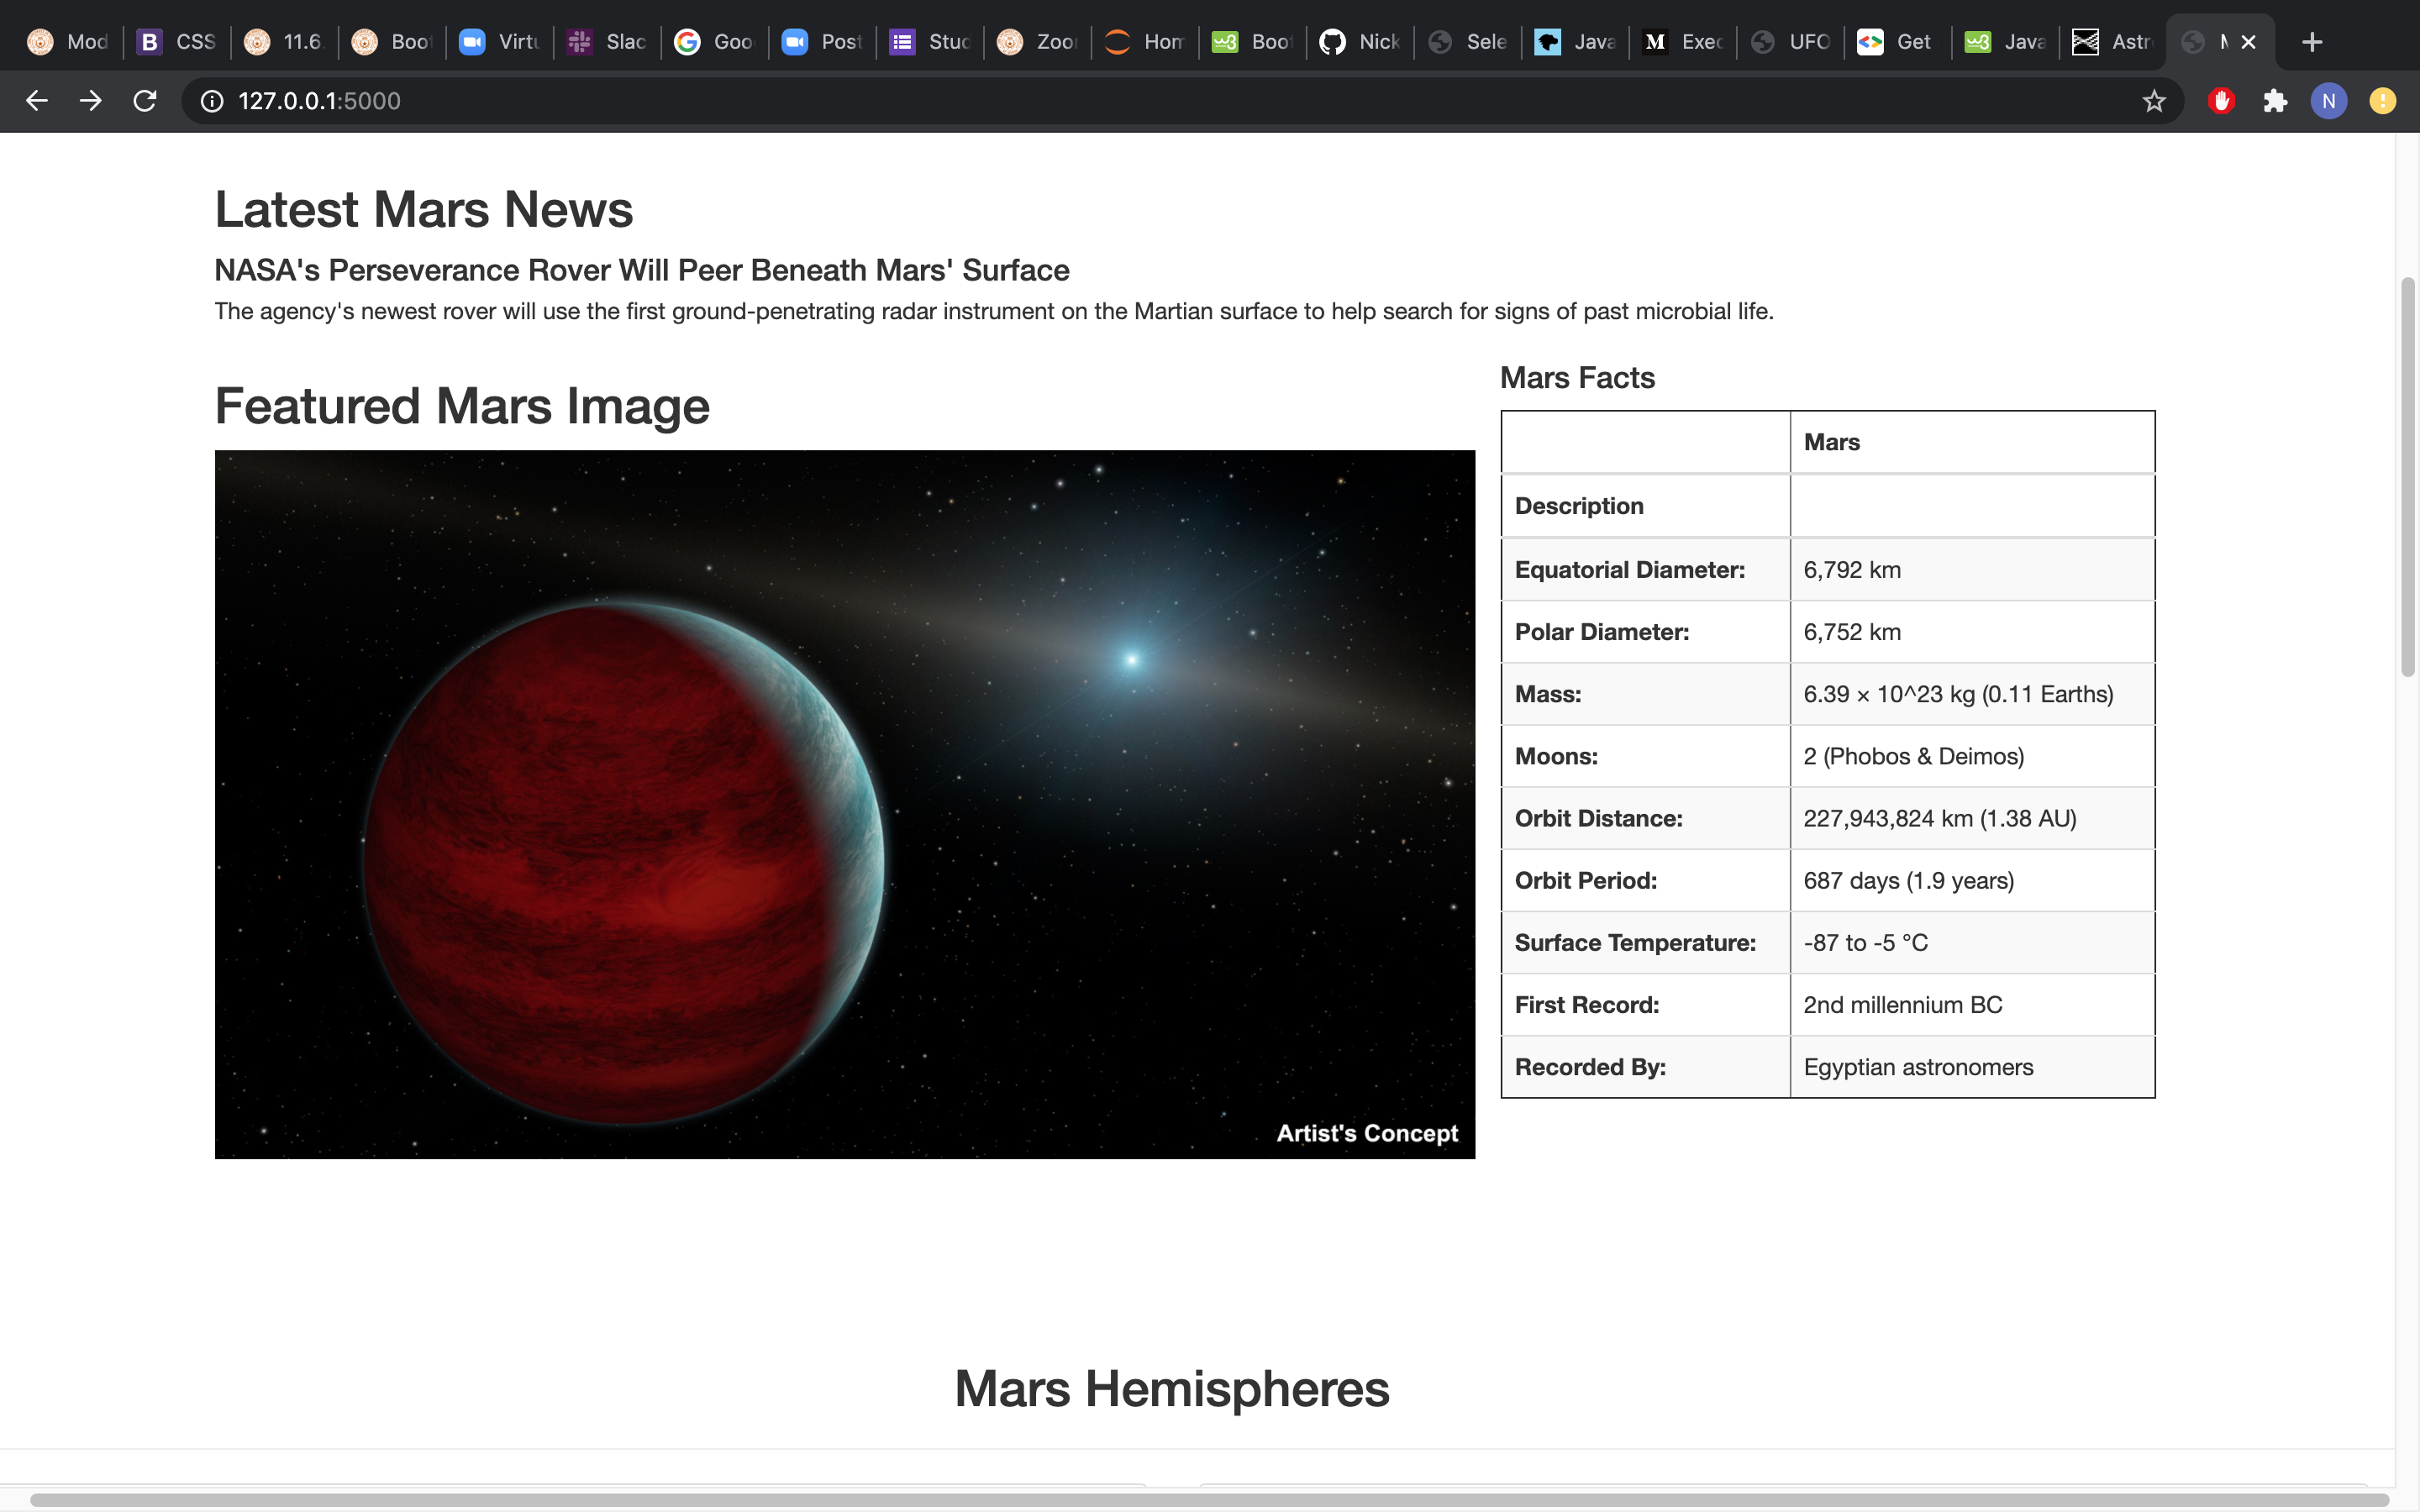 Mod
CSS
11.6.
Boot
Virtu
Slac
Goo
Post
Stud
Zoor
Hom
Boot
Nick
Sele
Java
Exec
UFO
Get
Java
Astr
127.0.0.1:5000
N
Latest Mars News
NASA's Perseverance Rover Will Peer Beneath Mars' Surface
The agency's newest rover will use the first ground-penetrating radar instrument on the Martian surface to help search for signs of past microbial life.
Featured Mars Image
Artist's Concept
Mars Facts
Mars
Description
Equatorial Diameter: 6,792 km
Polar Diameter: 6,752 km
Mass: 6.39 × 10^23 kg (0.11 Earths)
Moons: 2 (Phobos & Deimos)
Orbit Distance: 227,943,824 km (1.38 AU)
Orbit Period: 687 days (1.9 years)
Surface Temperature: -87 to -5 °C
First Record: 2nd millennium BC
Recorded By: Egyptian astronomers
Mars Hemispheres